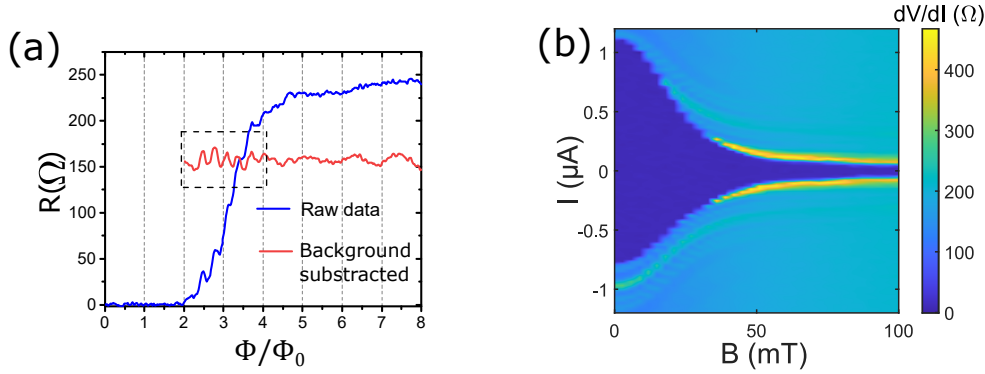 (a)
R(Ω)
250
200
150
100
50
0
Raw data
Background
substracted
0 1 2 3 4 5 6 7 8
Φ/Φ0
(b)
dV/dI (Ω)
I (μA)
1
0.5
0
-0.5
-1
0 50 100
B (mT)
400
300
200
100
0